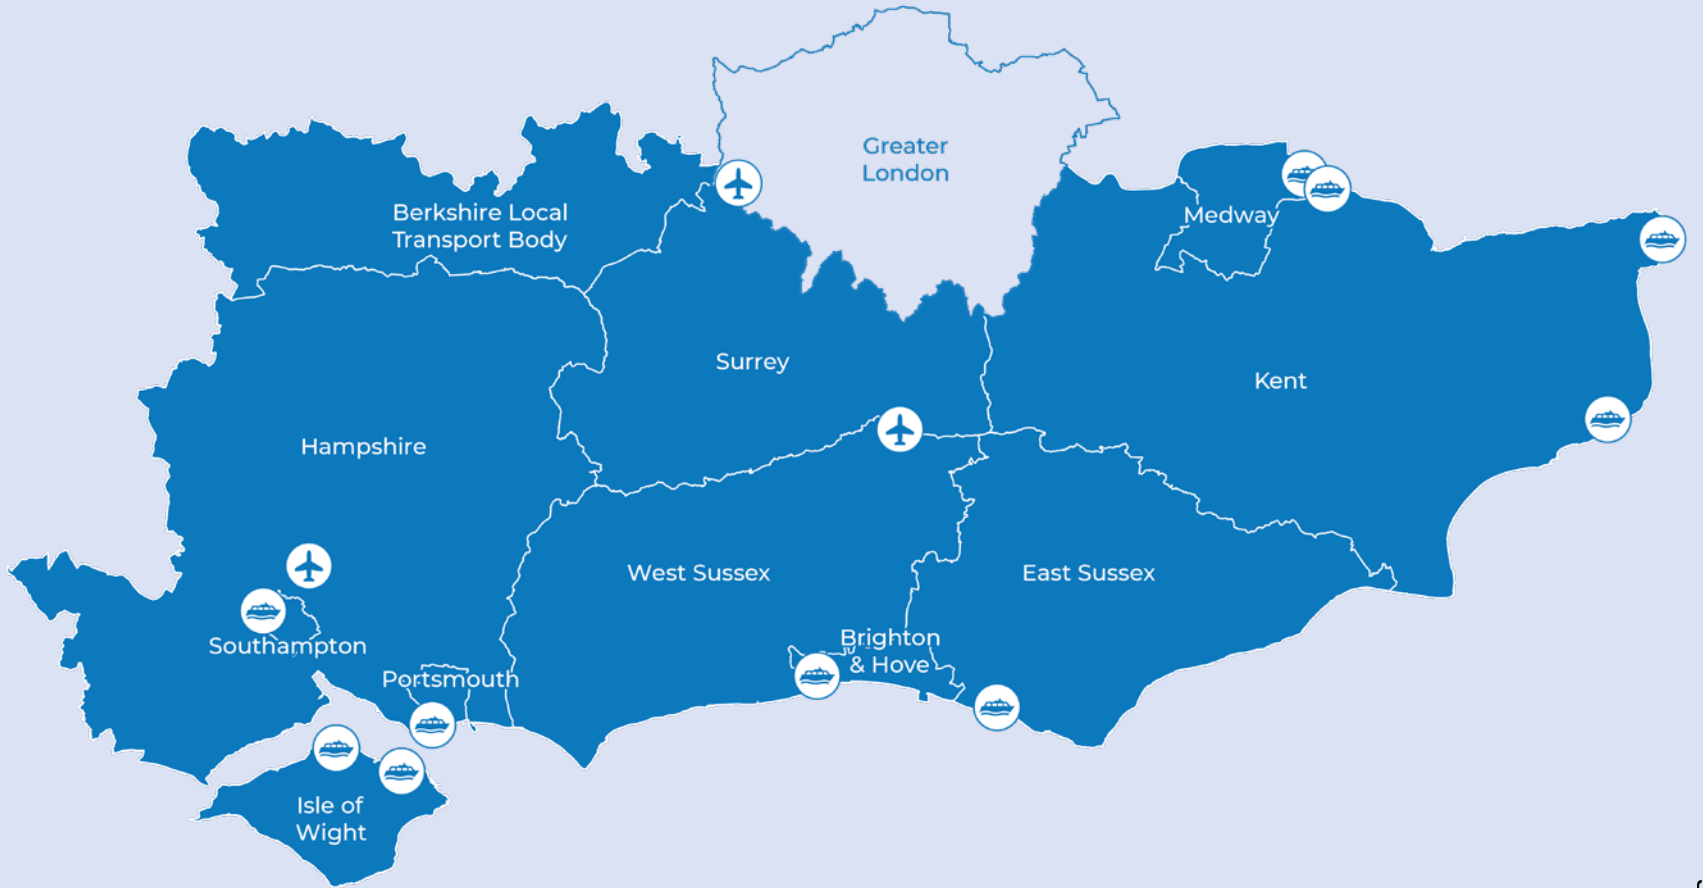 Greater
London
Berkshire Local
Transport Body
Medway
Surrey
Kent
Hampshire
West Sussex
East Sussex
Southampton
Brighton
& Hove
Portsmouth
Isle of
Wight